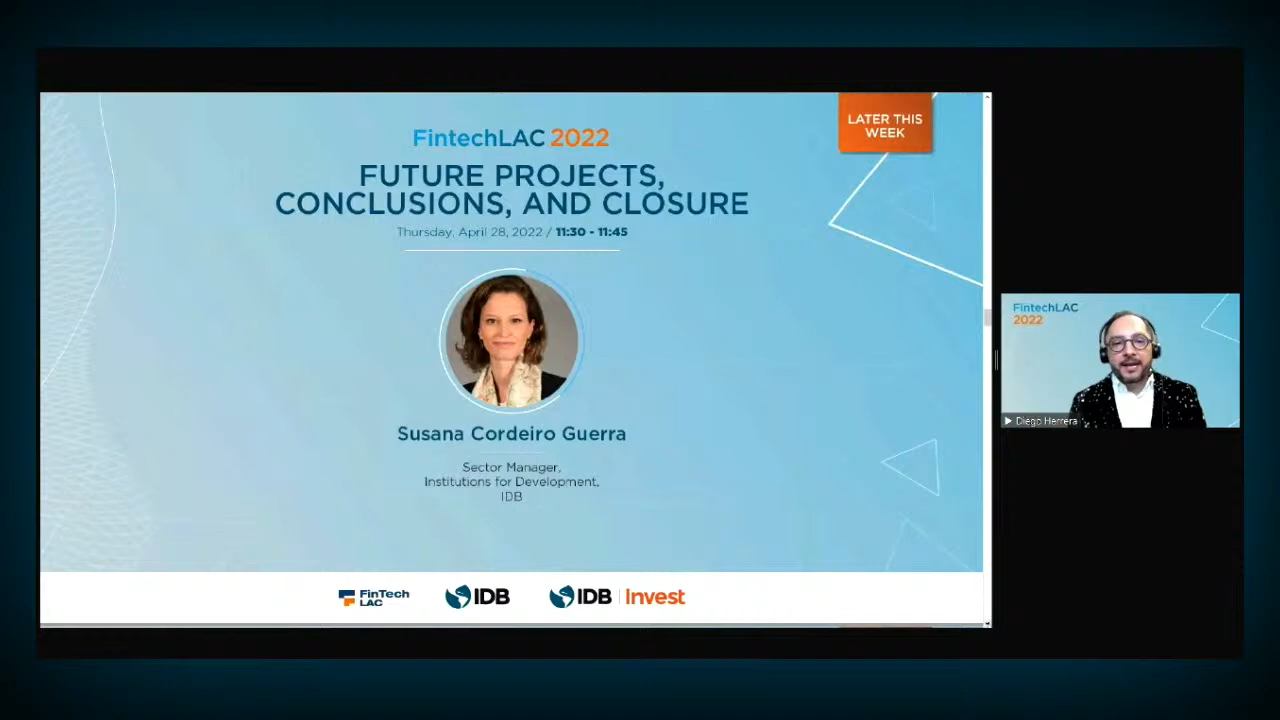 LATER THIS
WEEK
FintechLAC 2022
FUTURE PROJECTS,
CONCLUSIONS, AND CLOSURE
Thursday, April 28, 2022 / 11:30 - 11:45
Susana Cordeiro Guerra
Sector Manager,
Institutions for Development,
IDB
FinTech
LAC
IDB
IDB Invest
FintechLAC
2022
Diego Herrera